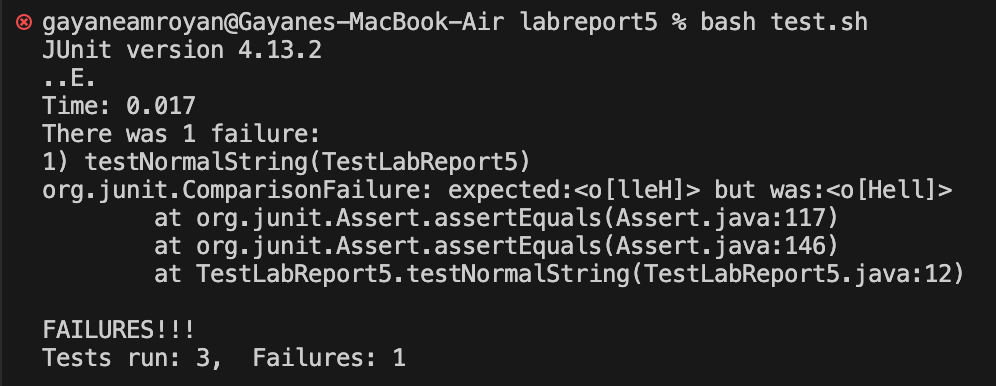 gayaneamroyan@Gayanes-MacBook-Air labreport5 % bash test.sh
JUnit version 4.13.2
..E.
Time: 0.017
There was 1 failure:
1) testNormalString(TestLabReport5)
org.junit.ComparisonFailure: expected:<o[lleH]> but was:<o[Hell]>
        at org.junit.Assert.assertEquals(Assert.java:117)
        at org.junit.Assert.assertEquals(Assert.java:146)
        at TestLabReport5.testNormalString(TestLabReport5.java:12)

FAILURES!!!
Tests run: 3,  Failures: 1